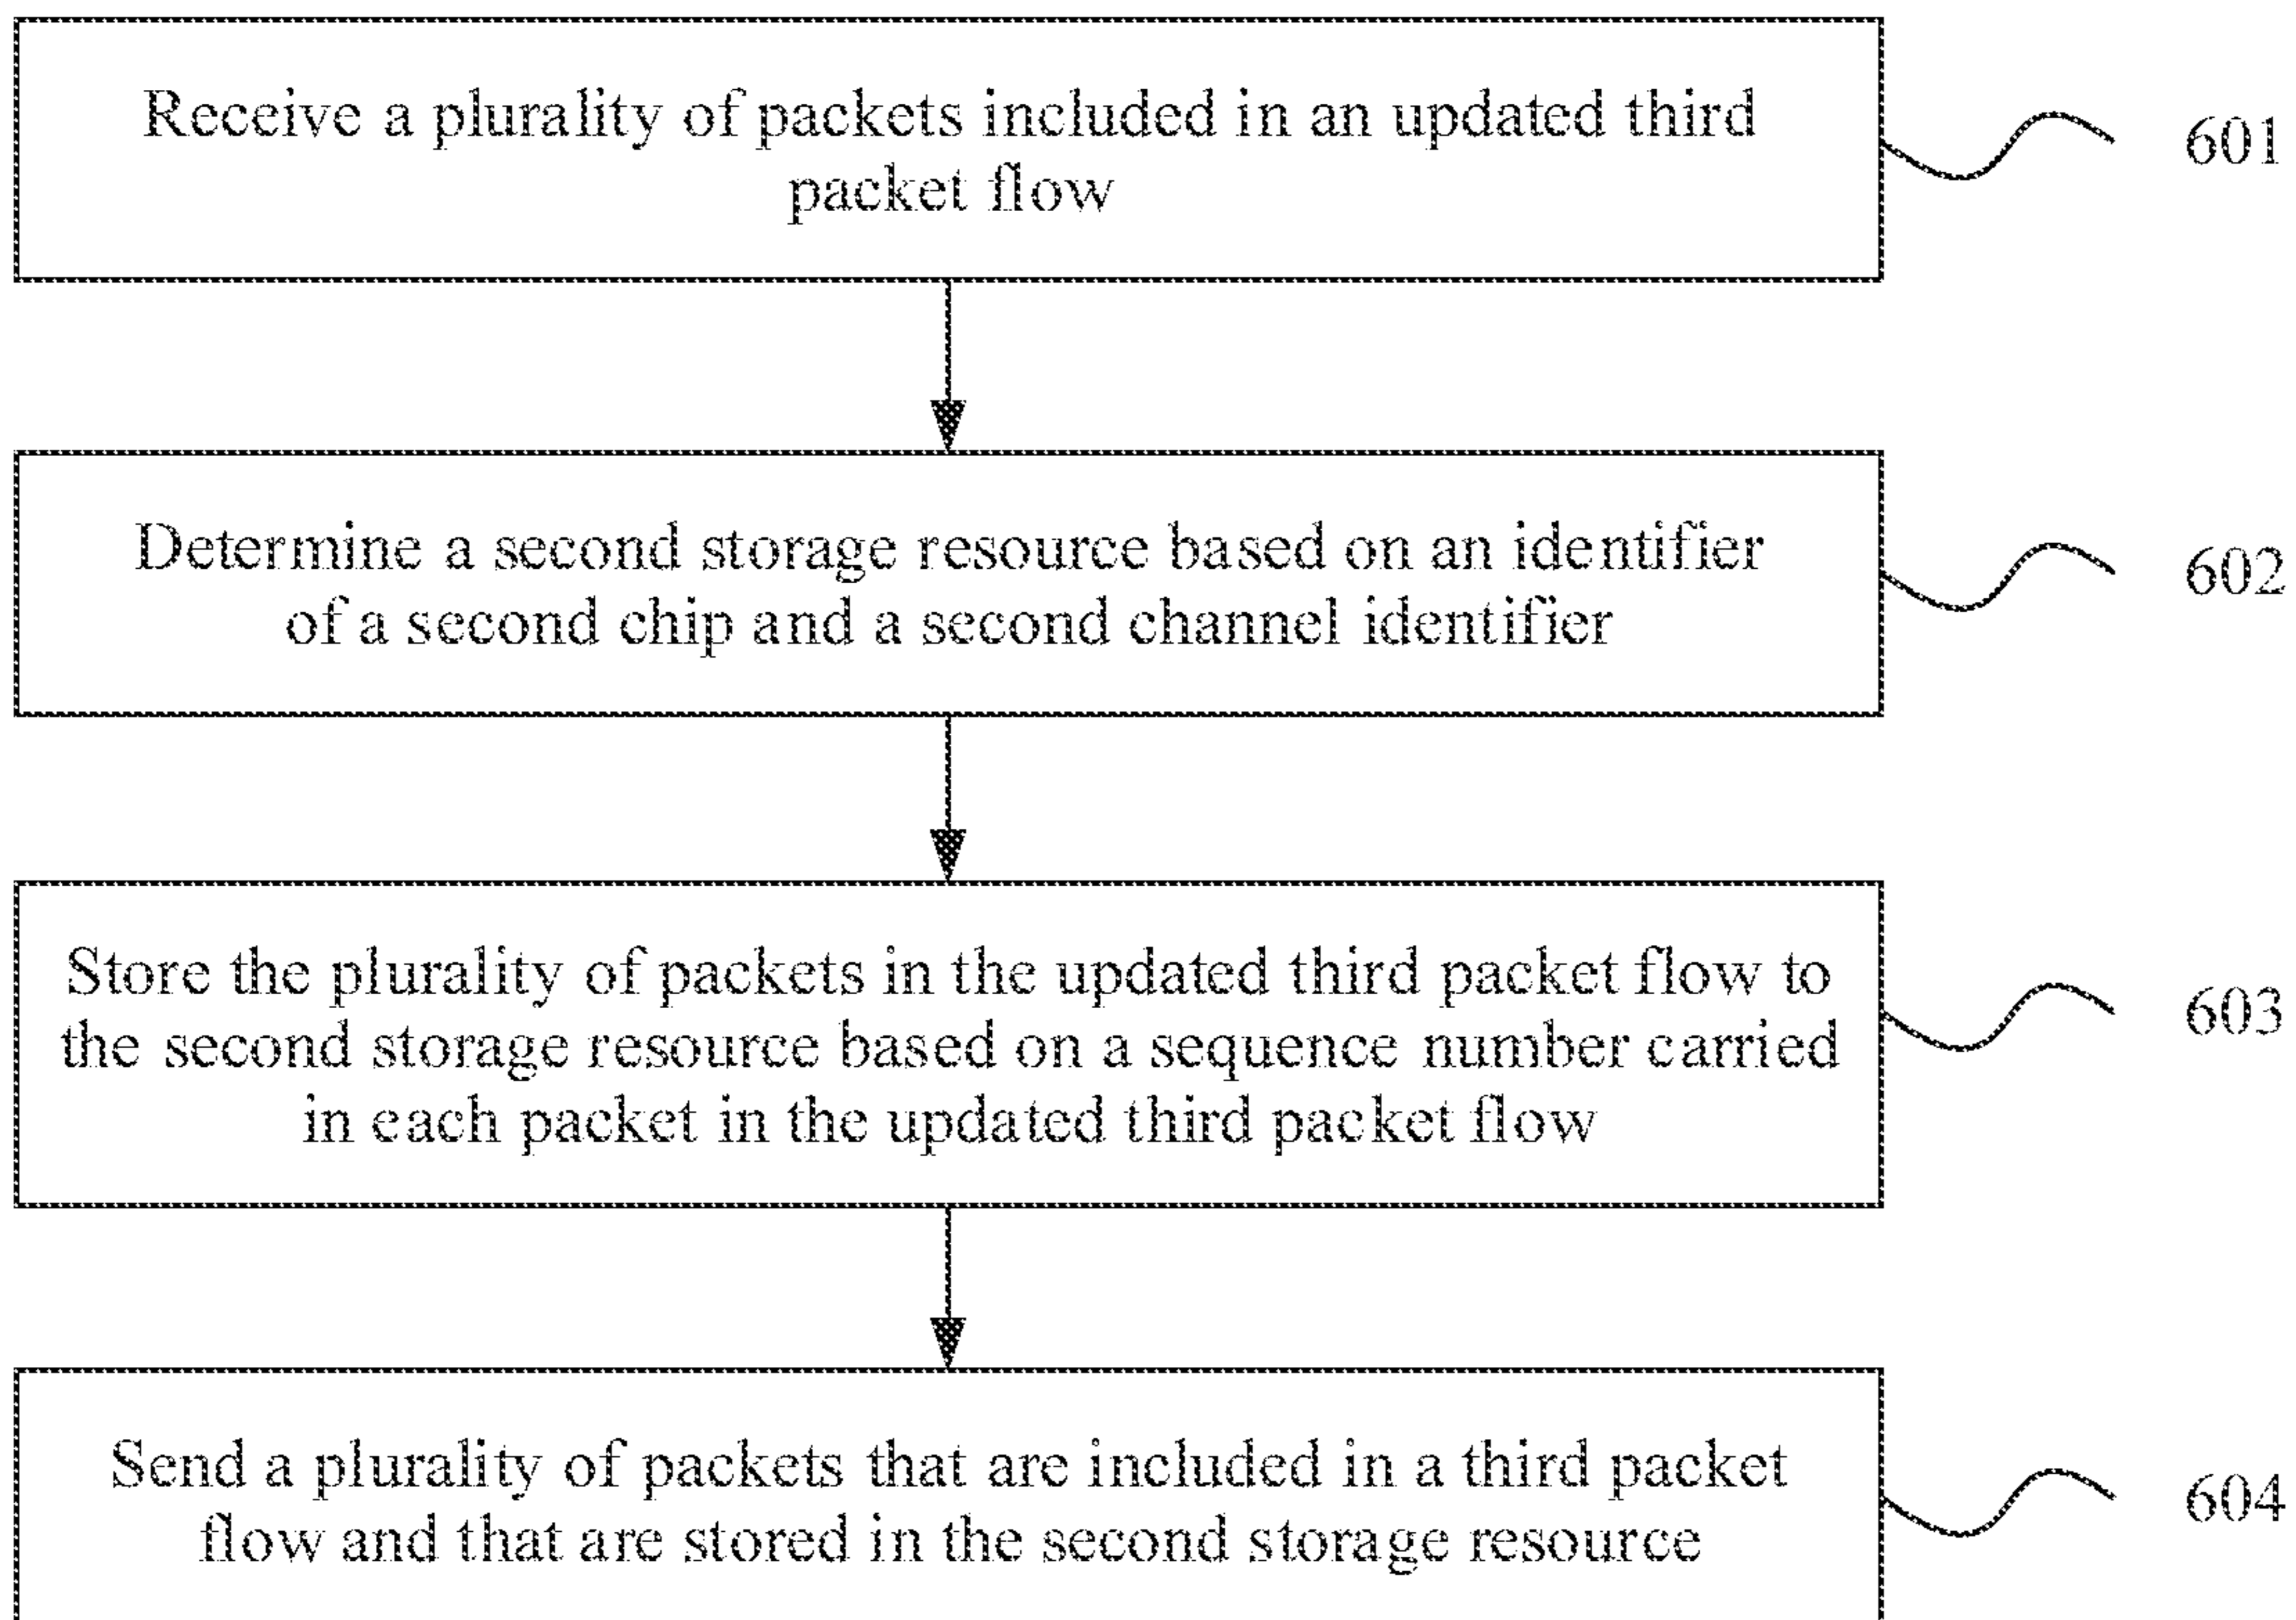 Receive a plurality of packets included in an updated third
packet flow
601
Determine a second storage resource based on an identifier
of a second chip and a second channel identifier
602
Store the plurality of packets in the updated third packet flow to
the second storage resource based on a sequence number carried
in each packet in the updated third packet flow
603
Send a plurality of packets that are included in a third packet
flow and that are stored in the second storage resource
604